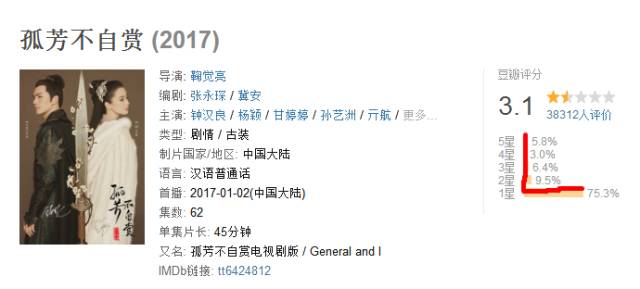 孤芳不自赏 (2017)
导演: 鞠觉亮
编剧: 张永琛 / 冀安
主演: 钟汉良 / 杨颖 / 甘婷婷 / 孙艺洲 / 亓航 / 更多...
类型: 剧情 / 古装
制片国家/地区: 中国大陆
语言: 汉语普通话
首播: 2017-01-02(中国大陆)
集数: 62
单集片长: 45分钟
又名: 孤芳不自赏电视剧版 / General and I
IMDb链接: tt6424812
孤芳不自赏
豆瓣评分
3.1
38312人评价
5星 5.8%
4星 3.0%
3星 6.4%
2星 9.5%
1星 75.3%